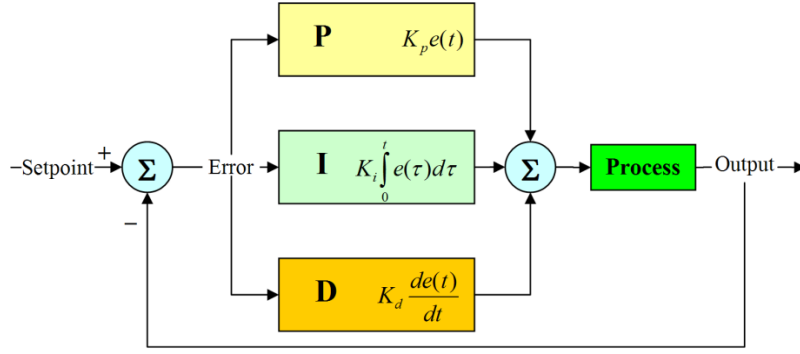 P K_p e(t)
–Setpoint
+
Σ
Error
I K_i ∫_0^t e(τ)dτ
Σ
Process
Output
−
D K_d de(t)/dt